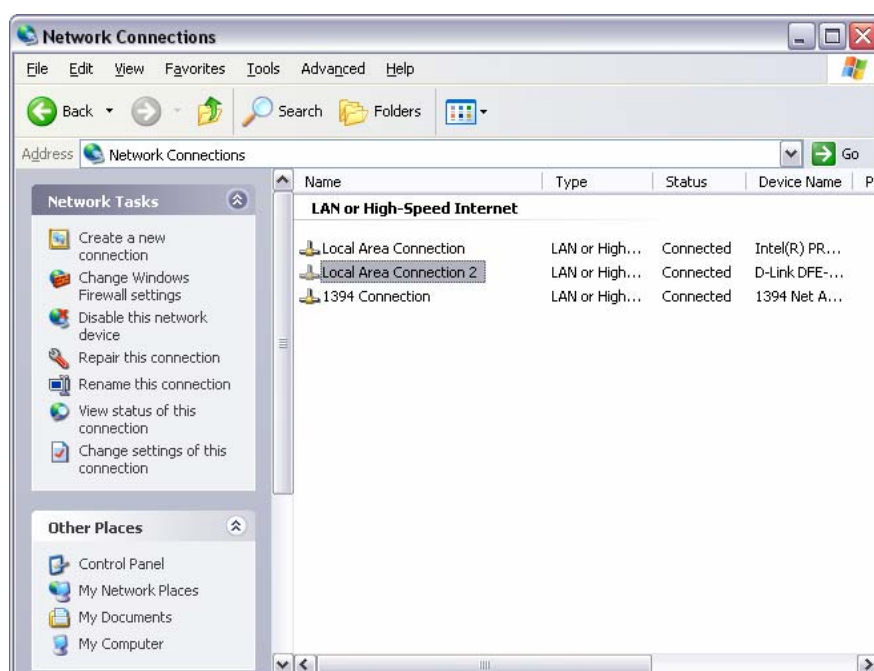 Network Connections
File Edit View Favorites Tools Advanced Help
Back Search Folders
Address Network Connections Go
Network Tasks
Create a new
connection
Change Windows
Firewall settings
Disable this network
device
Repair this connection
Rename this connection
View status of this
connection
Change settings of this
connection
Other Places
Control Panel
My Network Places
My Documents
My Computer
Name Type Status Device Name P
LAN or High-Speed Internet
Local Area Connection LAN or High... Connected Intel(R) PR...
Local Area Connection 2 LAN or High... Connected D-Link DFE-...
1394 Connection LAN or High... Connected 1394 Net A...